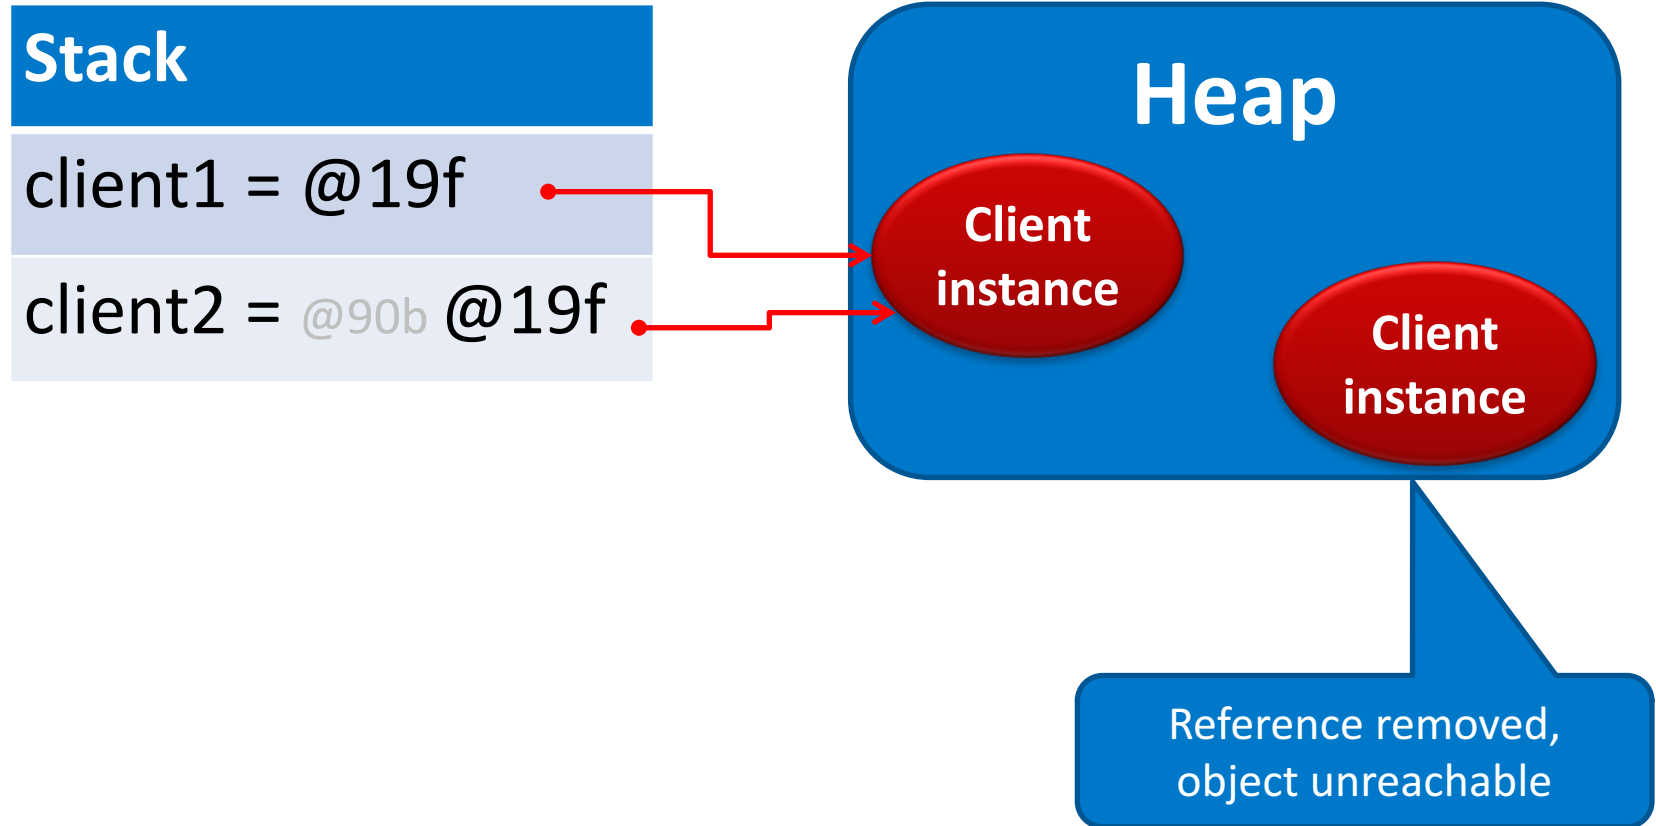 Stack
client1 = @19f
client2 = @90b @19f
Heap
Client
instance
Client
instance
Reference removed,
object unreachable